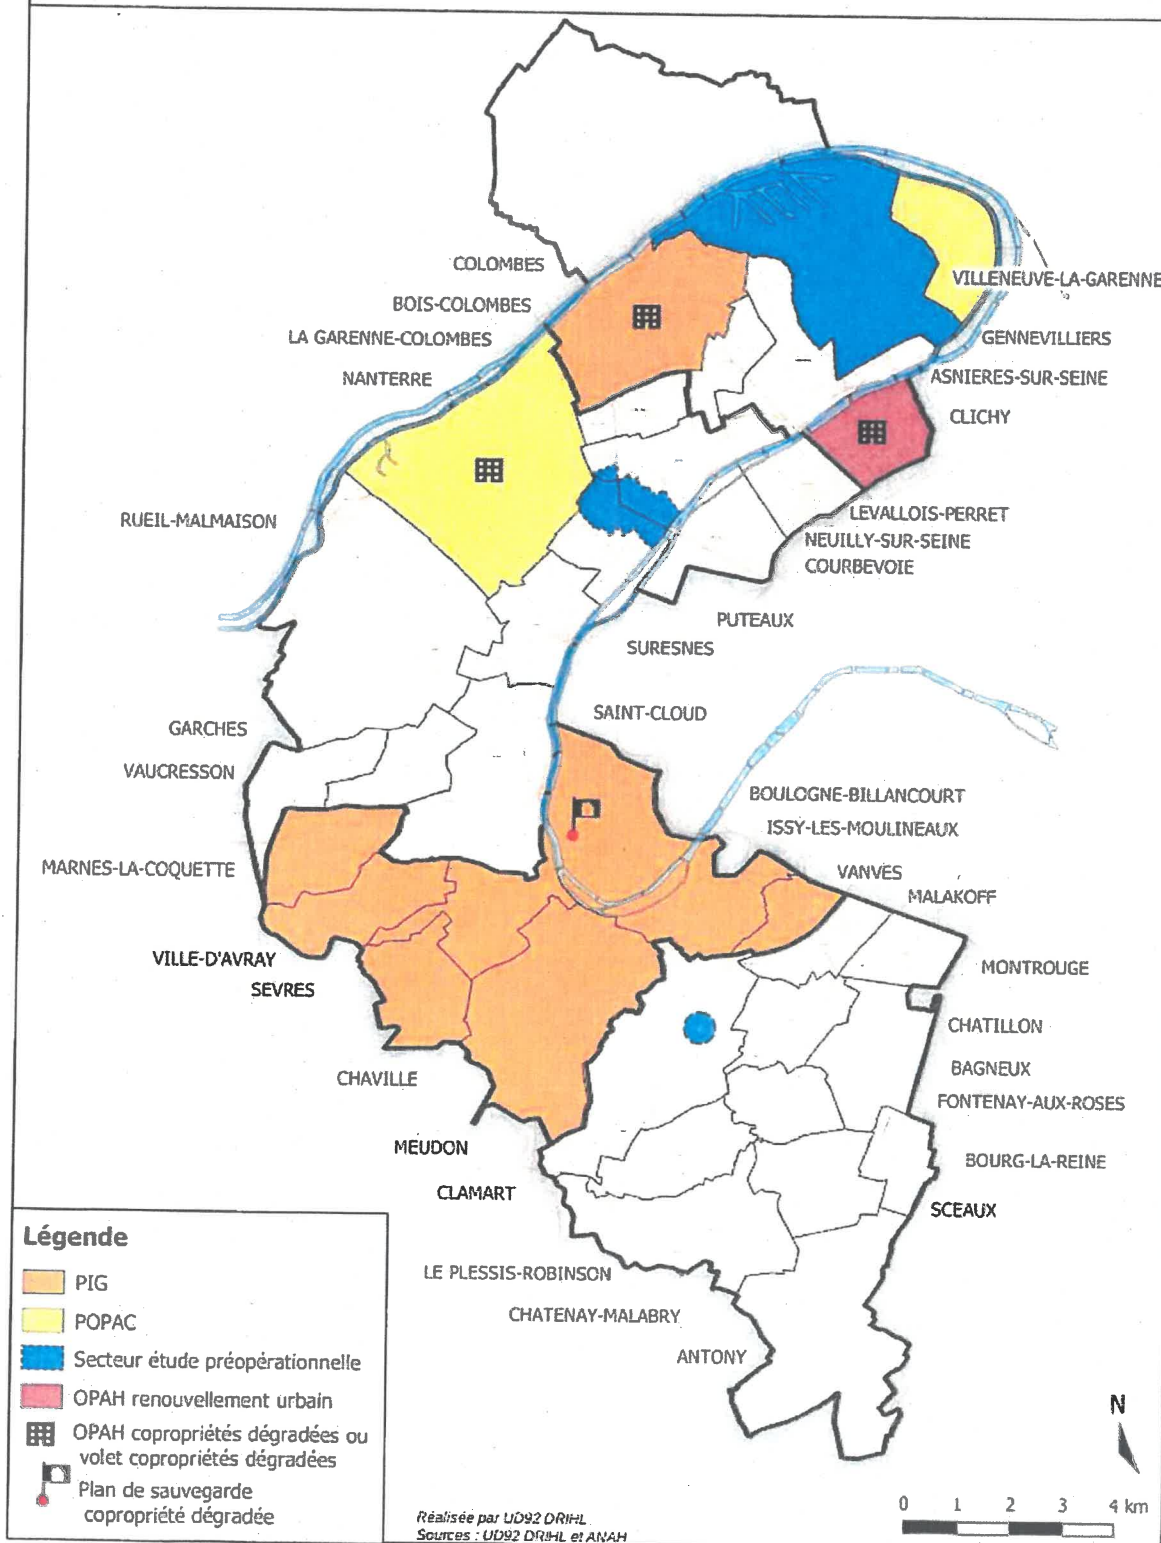 COLOMBES
BOIS-COLOMBES
LA GARENNE-COLOMBES
NANTERRE
VILLENEUVE-LA-GARENNE
GENNEVILLIERS
ASNIERES-SUR-SEINE
CLICHY
RUEIL-MALMAISON
LEVALLOIS-PERRET
NEUILLY-SUR-SEINE
COURBEVOIE
PUTEAUX
SURESNES
SAINT-CLOUD
GARCHES
VAUCRESSON
BOULOGNE-BILLANCOURT
ISSY-LES-MOULINEAUX
MARNES-LA-COQUETTE
VANVES
MALAKOFF
VILLE-D'AVRAY
SEVRES
MONTROUGE
CHATILLON
BAGNEUX
CHAVILLE
FONTENAY-AUX-ROSES
MEUDON
BOURG-LA-REINE
CLAMART
SCEAUX
LE PLESSIS-ROBINSON
CHATENAY-MALABRY
ANTONY
Légende
PIG
POPAC
Secteur étude préopérationnelle
OPAH renouvellement urbain
OPAH copropriétés dégradées ou
volet copropriétés dégradées
Plan de sauvegarde
copropriété dégradée
Réalisée par UD92 DRIHL
Sources : UD92 DRIHL et ANAH
N
0 1 2 3 4 km